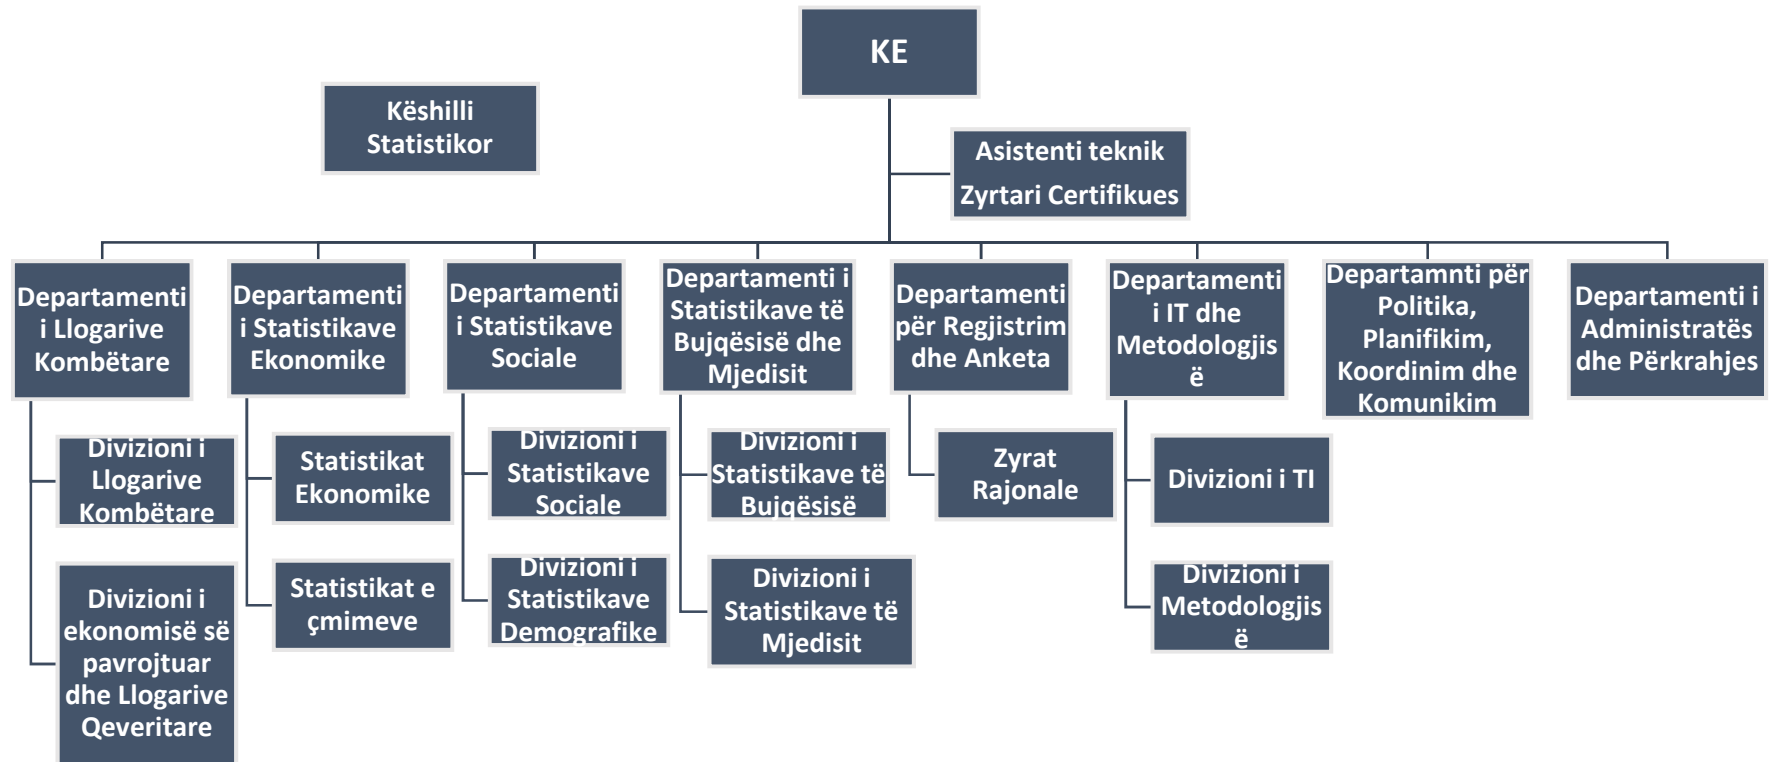 KE
Këshilli
Statistikor
Asistenti teknik
Zyrtari Certifikues
Departamenti
i Llogarive
Kombëtare
Departamenti
i Statistikave
Ekonomike
Departamenti
i Statistikave
Sociale
Departamenti i
Statistikave të
Bujqësisë dhe
Mjedisit
Departamenti
për Regjistrim
dhe Anketa
Departamenti
i IT dhe
Metodologjis
ë
Departamnti për
Politika,
Planifikim,
Koordinim dhe
Komunikim
Departamenti i
Administratës
dhe Përkrahjes
Divizioni i
Llogarive
Kombëtare
Statistikat
Ekonomike
Divizioni i
Statistikave
Sociale
Divizioni i
Statistikave të
Bujqësisë
Zyrat
Rajonale
Divizioni i TI
Divizioni i
ekonomisë së
pavrojtuar
dhe Llogarive
Qeveritare
Statistikat e
çmimeve
Divizioni i
Statistikave
Demografike
Divizioni i
Statistikave të
Mjedisit
Divizioni i
Metodologjis
ë